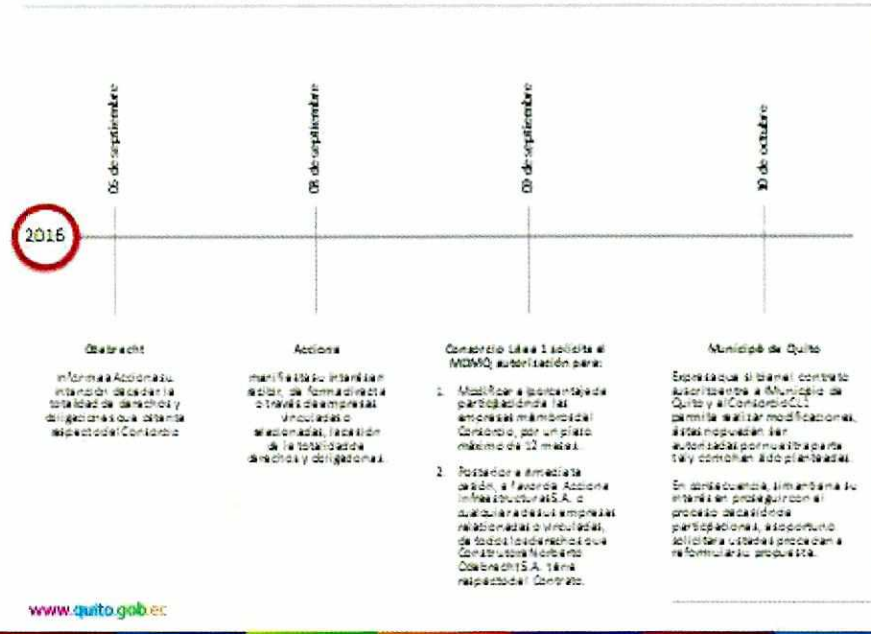 06 de septiembre
08 de septiembre
09 de septiembre
10 de octubre
2016
Odebrecht
informa a Acciona su
intención de ceder la
totalidad de derechos y
obligaciones que ostenta
respecto del Consorcio
Acciona
manifiesta su interés en
recibir, de forma directa
o través de empresas
vinculadas o
relacionadas, la cesión
de la totalidad de
derechos y obligaciones.
Consorcio Línea 1 solicita al
MDMQ autorización para:
1. Modificar el porcentaje de
participación de las
empresas miembros del
Consorcio, por un plazo
máximo de 12 meses.
2. Posterior e inmediata
cesión, a favor de Acciona
Infraestructuras S.A. o
cualquiera de sus empresas
relacionadas o vinculadas,
de todos los derechos que
Construtora Norberto
Odebrecht S.A. tiene
respecto del Contrato.
Municipio de Quito
Expresa que si bien el contrato
suscrito entre el Municipio de
Quito y el Consorcio CL1
permite realizar modificaciones,
éstas no pueden ser
autorizadas por nuestra parte
tal y como han sido planteadas.
En consecuencia, si mantiene su
interés en proseguir con el
proceso de cesión de
participaciones, es oportuno
solicitar a ustedes procedan a
reformular su propuesta.
www.quito.gob.ec